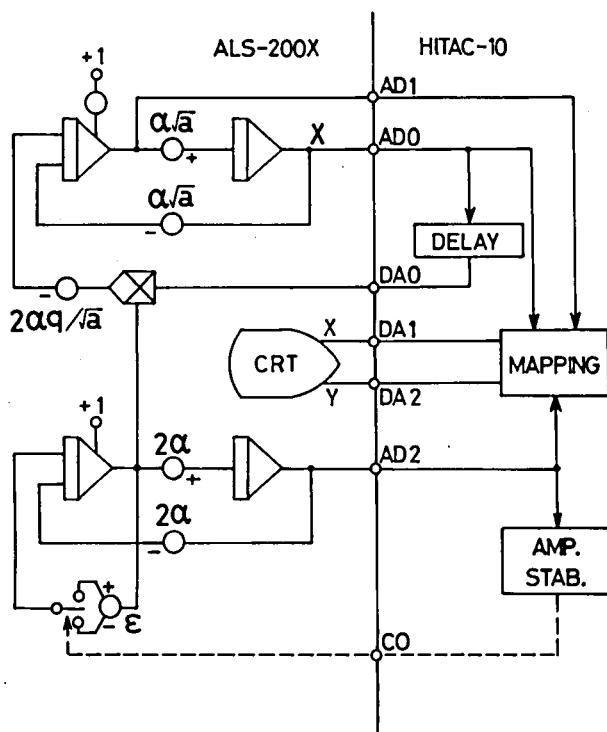 ALS-200X
HITAC-10
+1
AD1
α√a
+
X
AD0
α√a
-
DELAY
DA0
-
2αq/√a
X
DA1
CRT
MAPPING
Y
DA2
+1
AD2
2α
+
2α
-
AMP.
STAB.
+
-
ε
CO